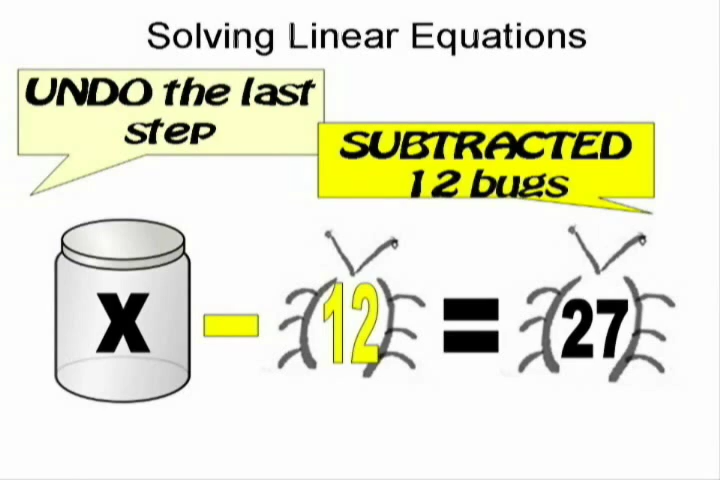 Solving Linear Equations
UNDO the last
step
SUBTRACTED
12 bugs
X - 12 = 27